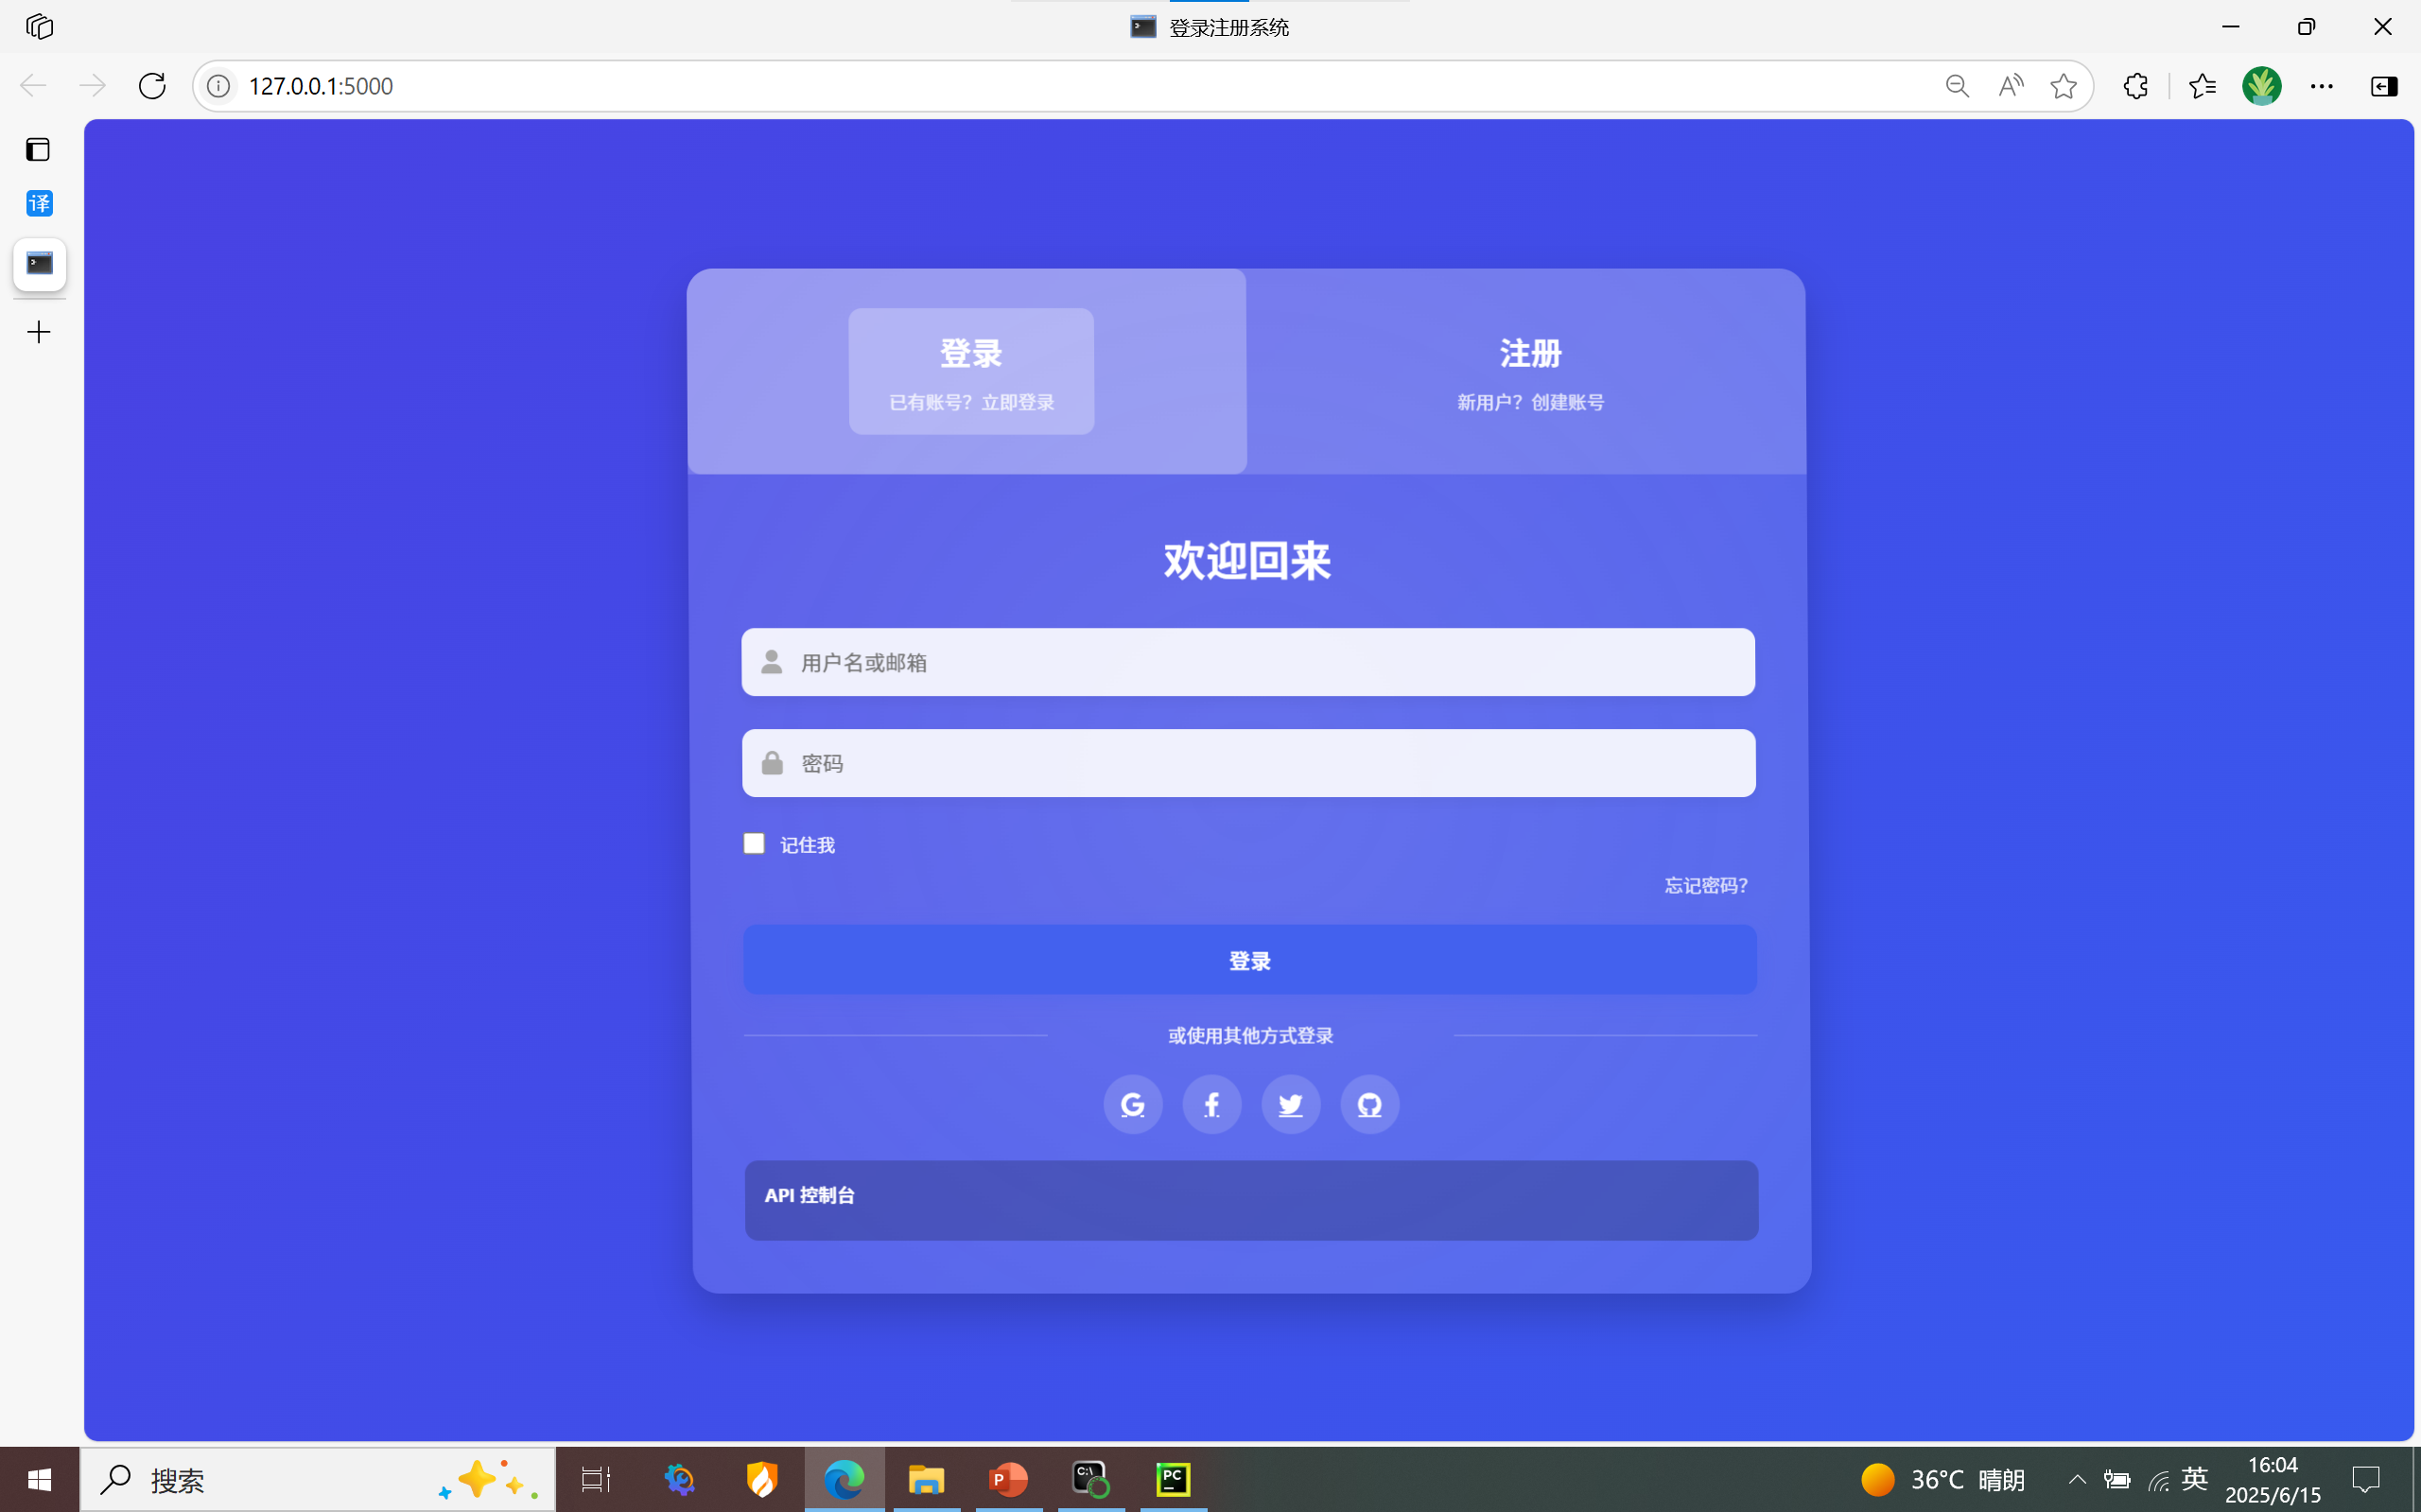 登录注册系统
127.0.0.1:5000
译
登录
已有账号？立即登录
注册
新用户？创建账号
欢迎回来
用户名或邮箱
密码
记住我
忘记密码？
登录
或使用其他方式登录
API 控制台
搜索
36°C 晴朗
英
16:04
2025/6/15